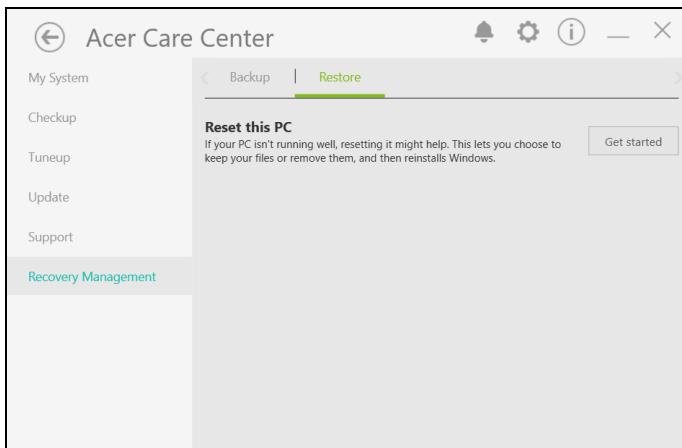 Acer Care Center
My System
Checkup
Tuneup
Update
Support
Recovery Management
Backup
Restore
Reset this PC
If your PC isn't running well, resetting it might help. This lets you choose to
keep your files or remove them, and then reinstalls Windows.
Get started